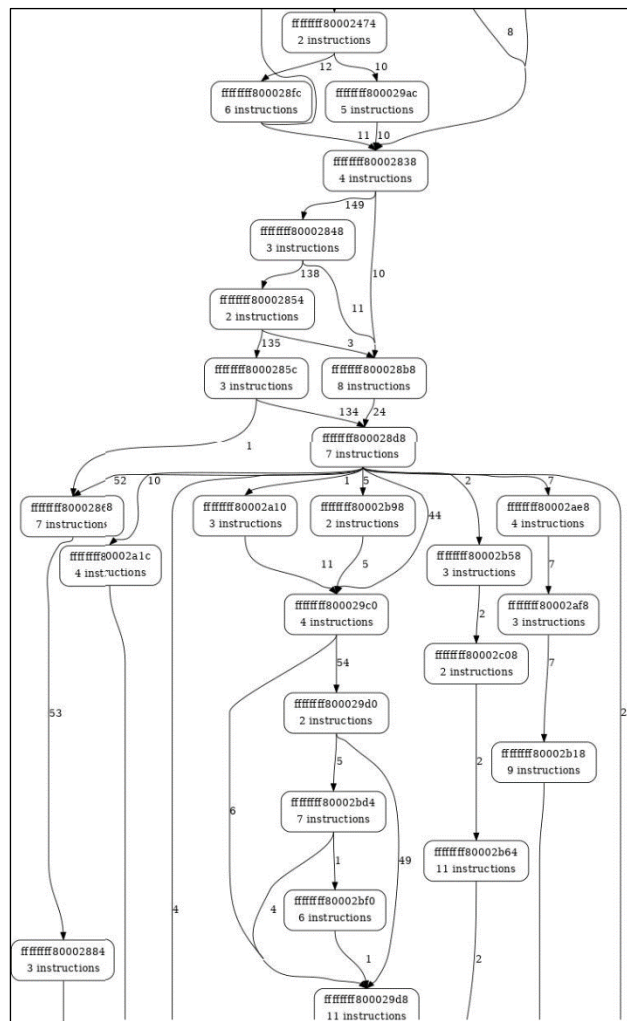 ffffffff80002474
2 instructions
8
12
10
ffffffff800028fc
6 instructions
ffffffff800029ac
5 instructions
11
10
ffffffff80002838
4 instructions
149
ffffffff80002848
3 instructions
10
138
ffffffff80002854
2 instructions
11
135
3
ffffffff8000285c
3 instructions
ffffffff800028b8
8 instructions
134
24
ffffffff800028d8
7 instructions
1
52
10
1
5
2
7
ffffffff80002868
7 instructions
ffffffff80002a10
3 instructions
ffffffff80002b98
2 instructions
44
ffffffff80002ae8
4 instructions
ffffffff80002a1c
4 instructions
ffffffff80002b58
3 instructions
11
5
7
ffffffff800029c0
4 instructions
2
ffffffff80002af8
3 instructions
54
ffffffff80002c08
2 instructions
7
ffffffff800029d0
2 instructions
53
6
2
ffffffff80002b18
9 instructions
2
5
2
ffffffff80002bd4
7 instructions
1
49
ffffffff80002b64
11 instructions
4
4
ffffffff80002bf0
6 instructions
ffffffff80002884
3 instructions
1
2
ffffffff800029d8
11 instructions